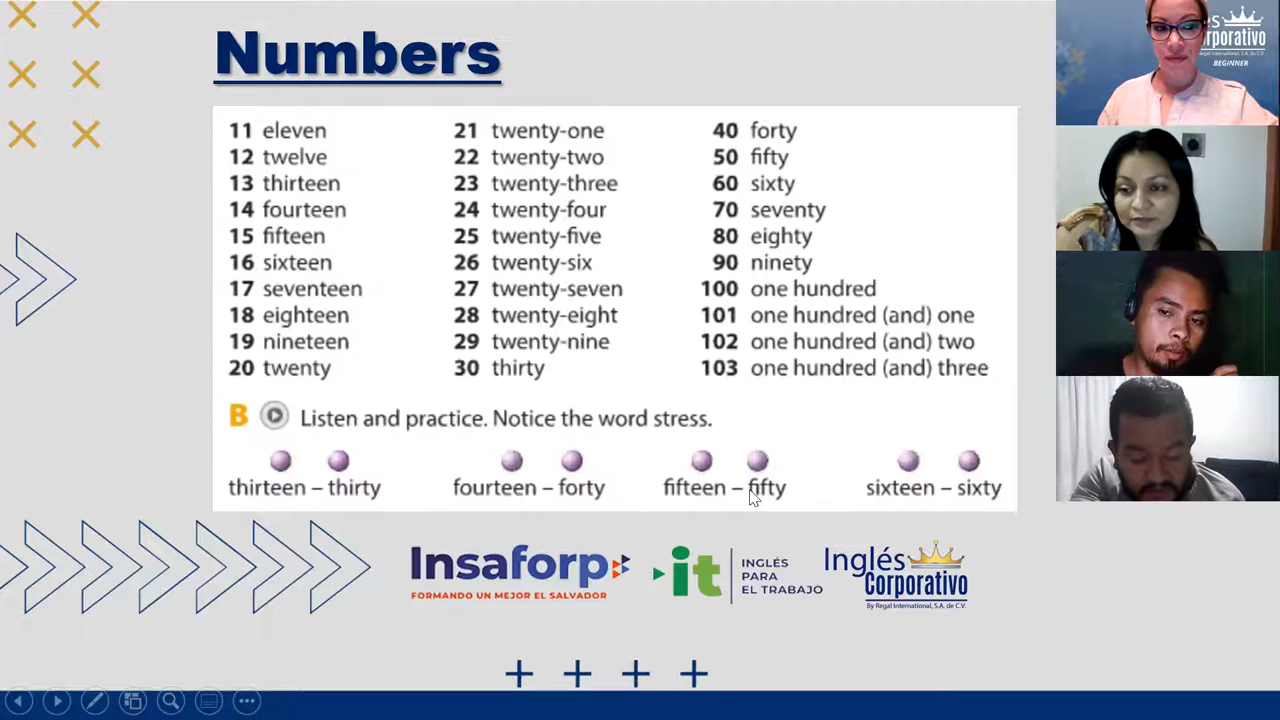 Numbers
11 eleven
12 twelve
13 thirteen
14 fourteen
15 fifteen
16 sixteen
17 seventeen
18 eighteen
19 nineteen
20 twenty
21 twenty-one
22 twenty-two
23 twenty-three
24 twenty-four
25 twenty-five
26 twenty-six
27 twenty-seven
28 twenty-eight
29 twenty-nine
30 thirty
40 forty
50 fifty
60 sixty
70 seventy
80 eighty
90 ninety
100 one hundred
101 one hundred (and) one
102 one hundred (and) two
103 one hundred (and) three
B Listen and practice. Notice the word stress.
thirteen – thirty
fourteen – forty
fifteen – fifty
sixteen – sixty
Insaforp
FORMANDO UN MEJOR EL SALVADOR
it
INGLÉS
PARA
EL TRABAJO
Inglés
Corporativo
By Regal International, S.A. de C.V.
és
orporativo
Regal International, S.A. de C.V.
BEGINNER